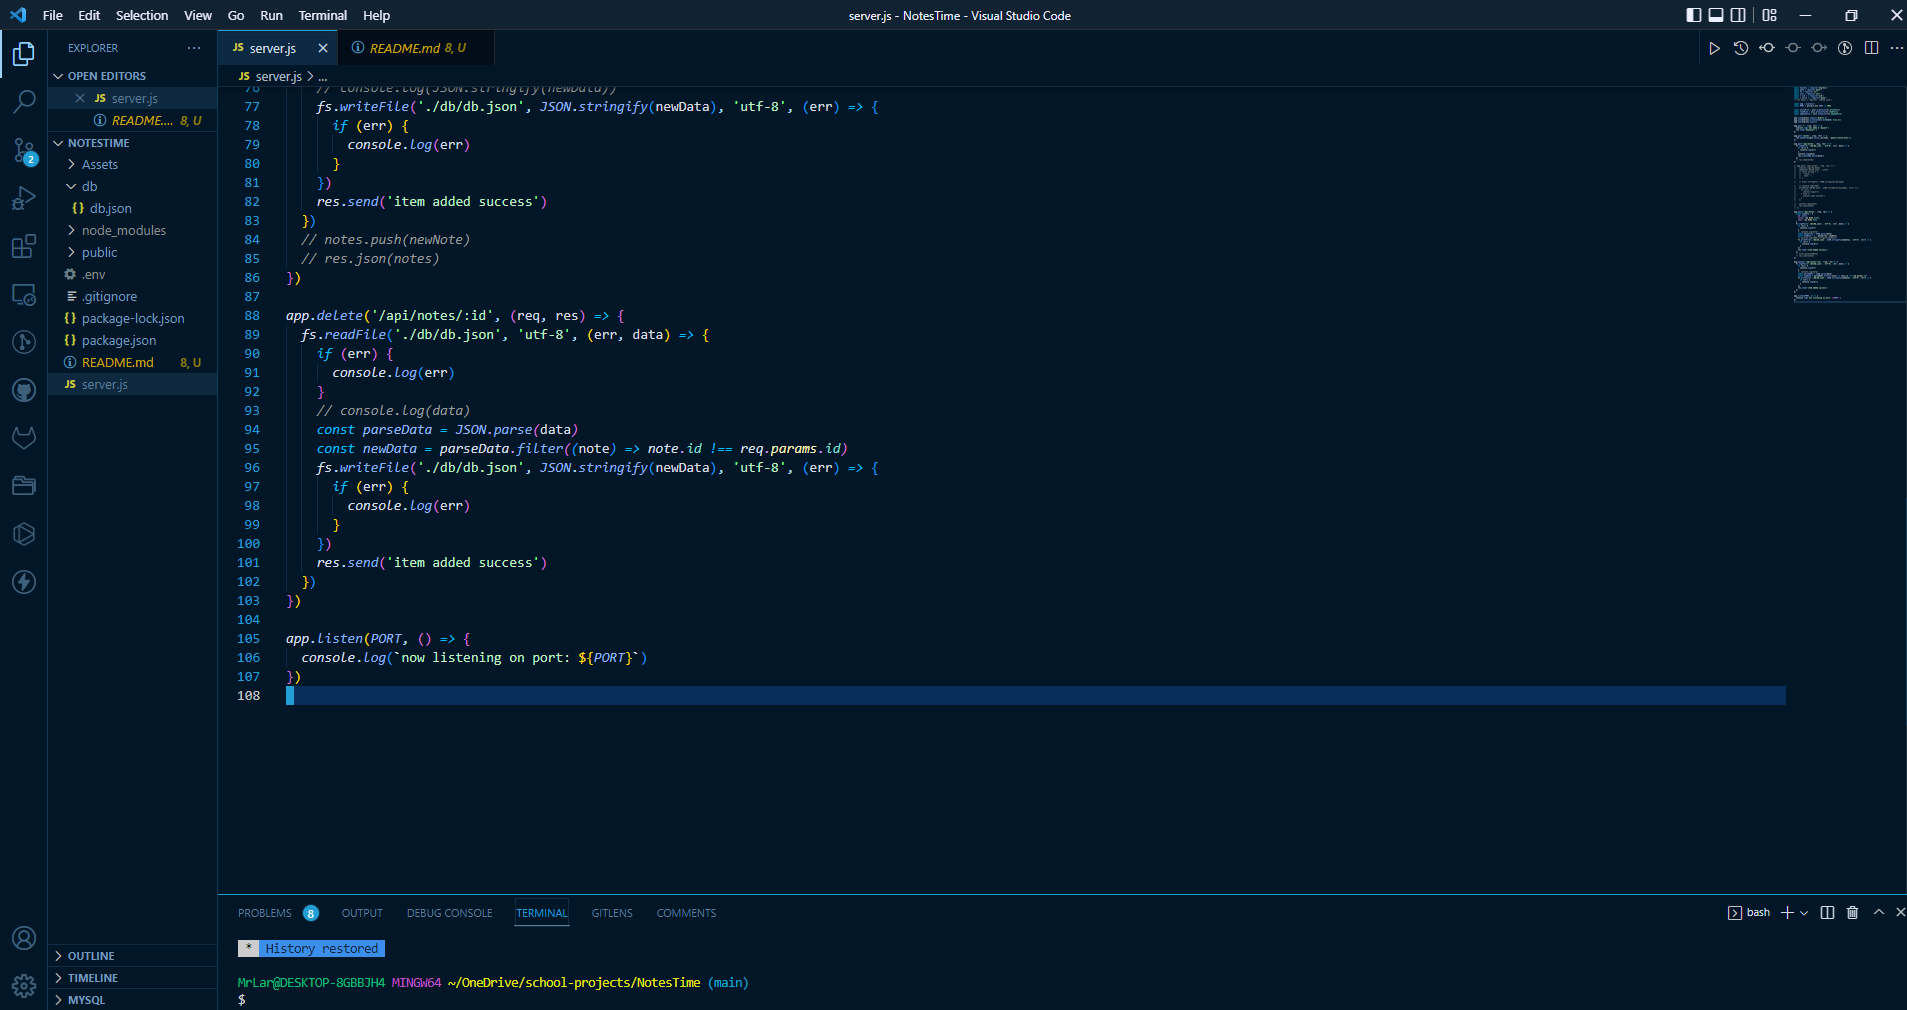 File Edit Selection View Go Run Terminal Help
server.js - NotesTime - Visual Studio Code
EXPLORER
OPEN EDITORS
JS server.js
README.... 8, U
NOTESTIME
Assets
db
{} db.json
node_modules
public
.env
.gitignore
{} package-lock.json
{} package.json
README.md 8, U
JS server.js
OUTLINE
TIMELINE
MYSQL
2
JS server.js
README.md 8, U
JS server.js > ...
76 // console.log(JSON.stringify(newData))
77 fs.writeFile('./db/db.json', JSON.stringify(newData), 'utf-8', (err) => {
78 if (err) {
79 console.log(err)
80 }
81 })
82 res.send('item added success')
83 })
84 // notes.push(newNote)
85 // res.json(notes)
86 })
87
88 app.delete('/api/notes/:id', (req, res) => {
89 fs.readFile('./db/db.json', 'utf-8', (err, data) => {
90 if (err) {
91 console.log(err)
92 }
93 // console.log(data)
94 const parseData = JSON.parse(data)
95 const newData = parseData.filter((note) => note.id !== req.params.id)
96 fs.writeFile('./db/db.json', JSON.stringify(newData), 'utf-8', (err) => {
97 if (err) {
98 console.log(err)
99 }
100 })
101 res.send('item added success')
102 })
103 })
104
105 app.listen(PORT, () => {
106 console.log(`now listening on port: ${PORT}`)
107 })
108
PROBLEMS 8 OUTPUT DEBUG CONSOLE TERMINAL GITLENS COMMENTS
bash
* History restored
MrLar@DESKTOP-8GBBJH4 MINGW64 ~/OneDrive/school-projects/NotesTime (main)
$